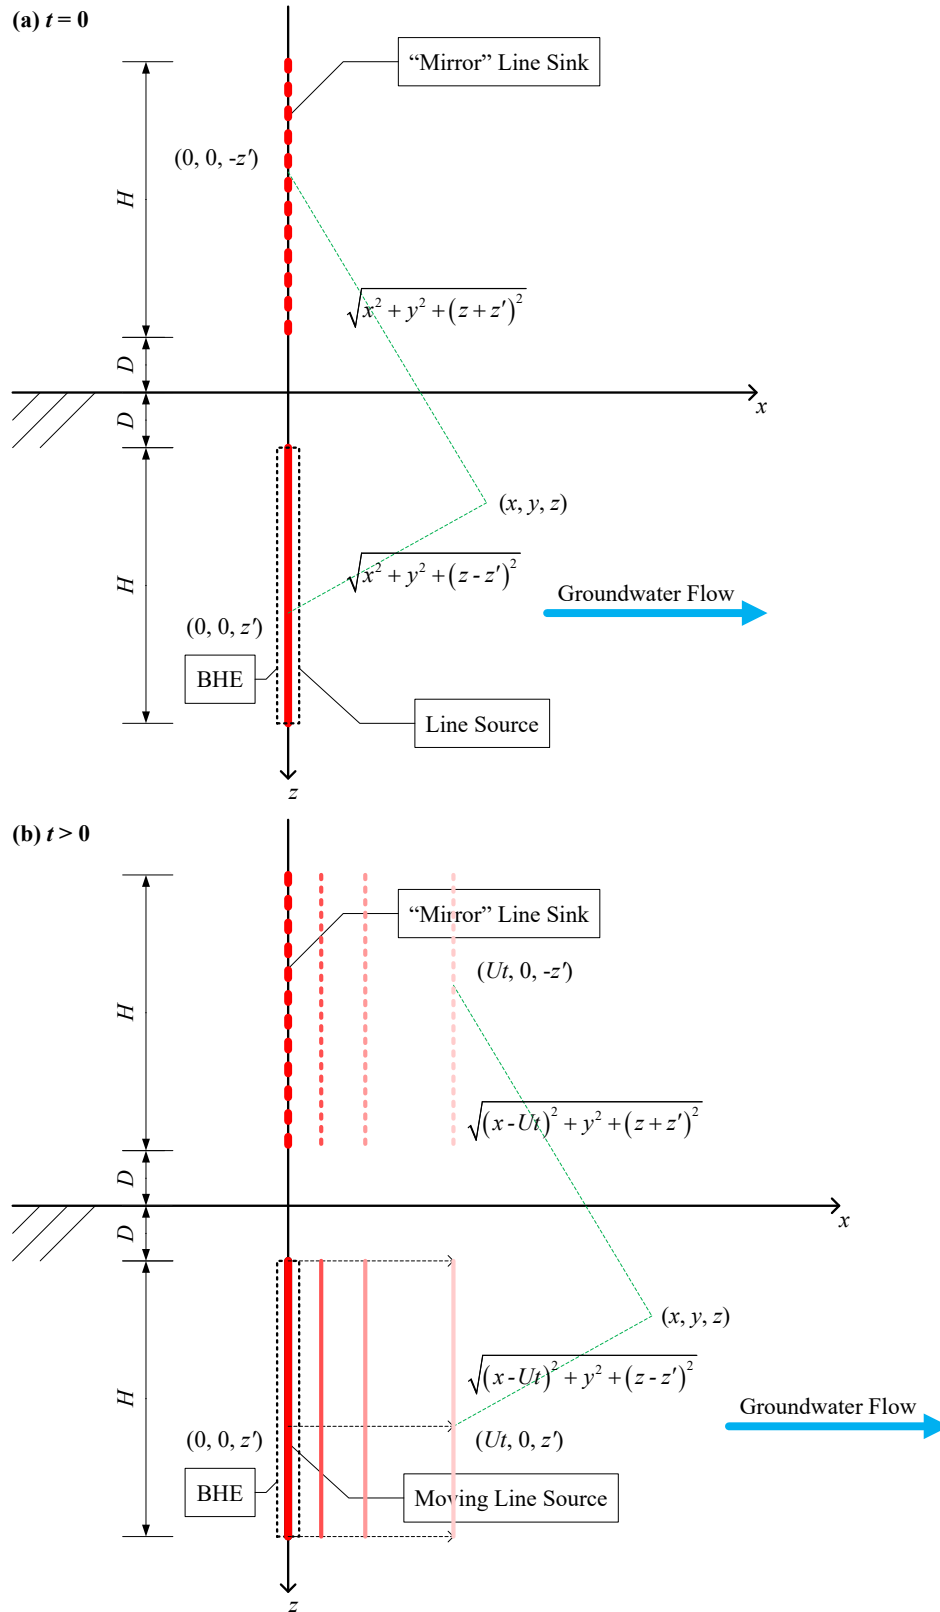 (a) t = 0
“Mirror” Line Sink
(0, 0, -z′)
H
√(x² + y² + (z + z′)²)
D
x
D
(x, y, z)
H
√(x² + y² + (z - z′)²)
Groundwater Flow
(0, 0, z′)
BHE
Line Source
z
(b) t > 0
“Mirror” Line Sink
(Ut, 0, -z′)
H
√((x - Ut)² + y² + (z + z′)²)
D
x
D
(x, y, z)
H
√((x - Ut)² + y² + (z - z′)²)
Groundwater Flow
(0, 0, z′)
(Ut, 0, z′)
BHE
Moving Line Source
z